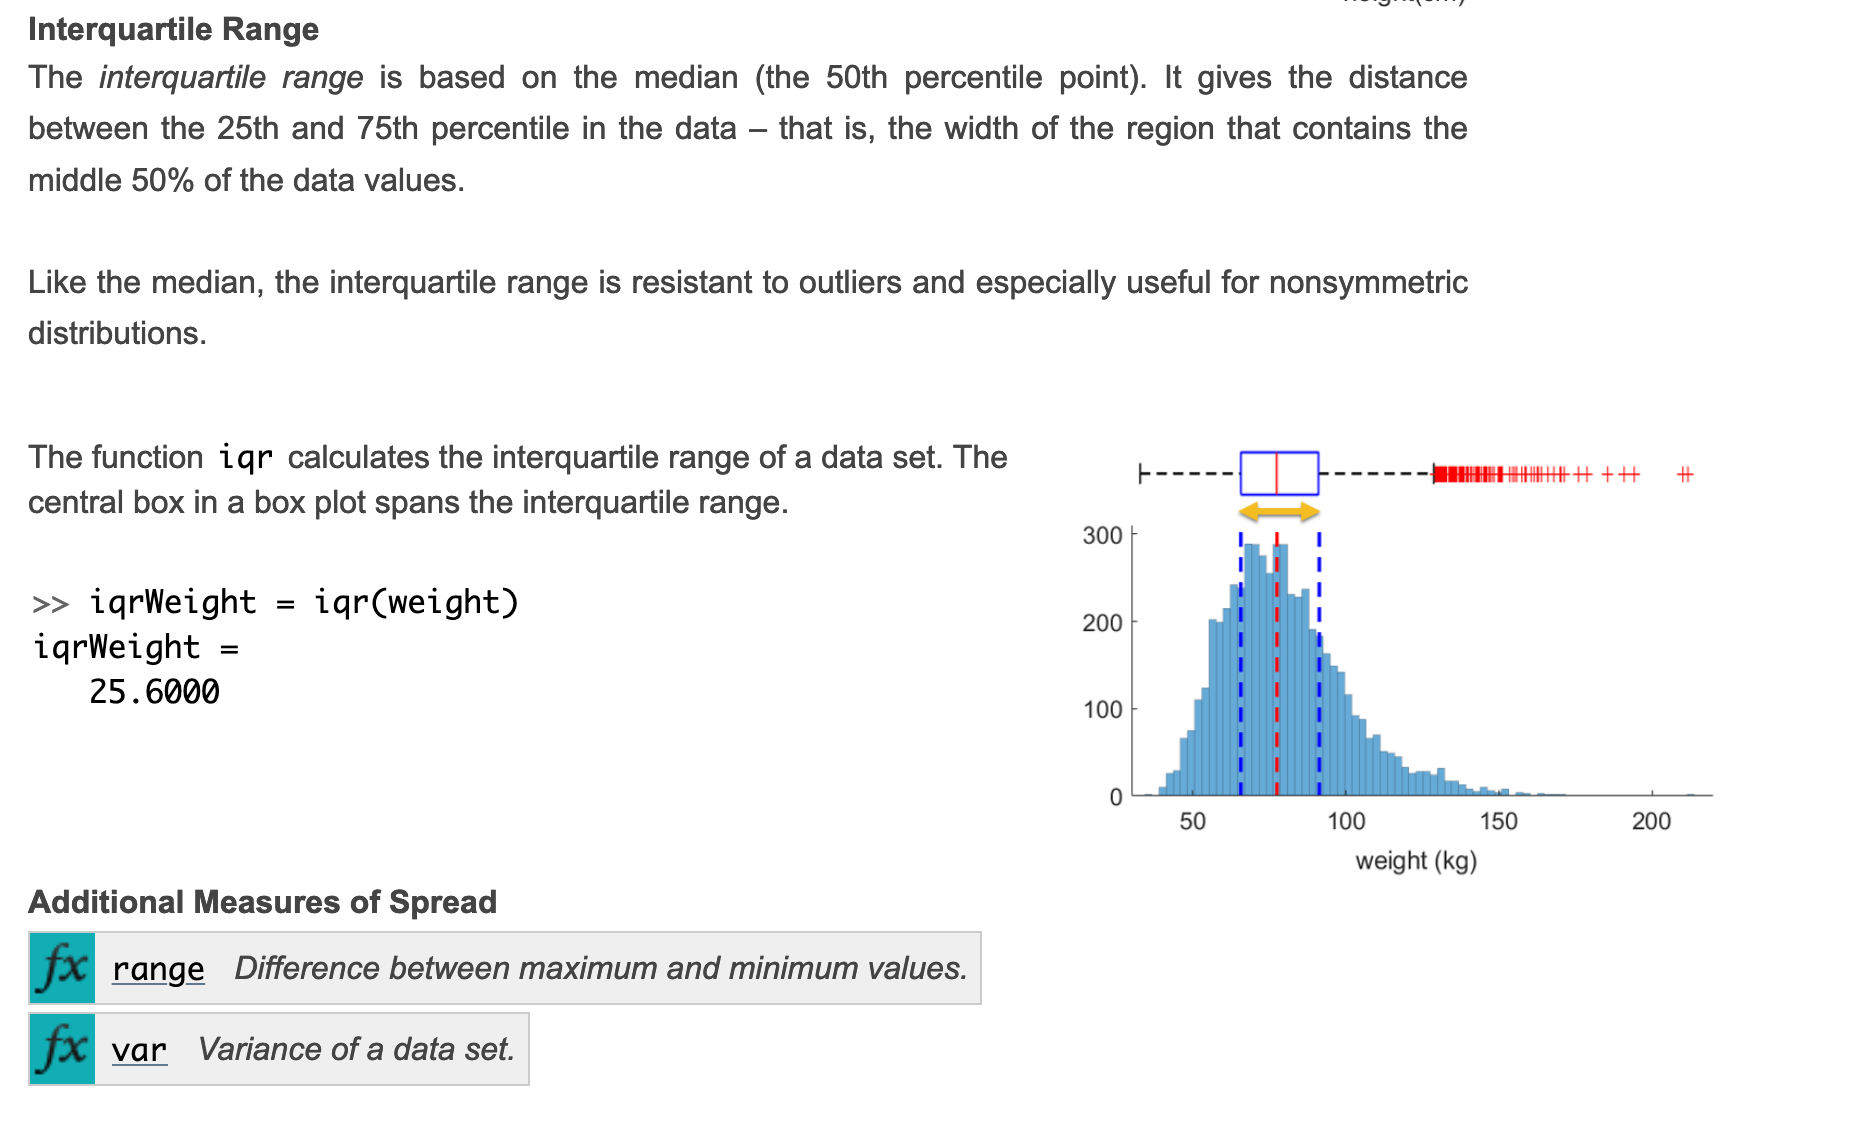 Interquartile Range
The interquartile range is based on the median (the 50th percentile point). It gives the distance
between the 25th and 75th percentile in the data – that is, the width of the region that contains the
middle 50% of the data values.
Like the median, the interquartile range is resistant to outliers and especially useful for nonsymmetric
distributions.
The function iqr calculates the interquartile range of a data set. The
central box in a box plot spans the interquartile range.
>> iqrWeight = iqr(weight)
iqrWeight =
25.6000
300
200
100
0
50 100 150 200
weight (kg)
Additional Measures of Spread
fx range Difference between maximum and minimum values.
fx var Variance of a data set.